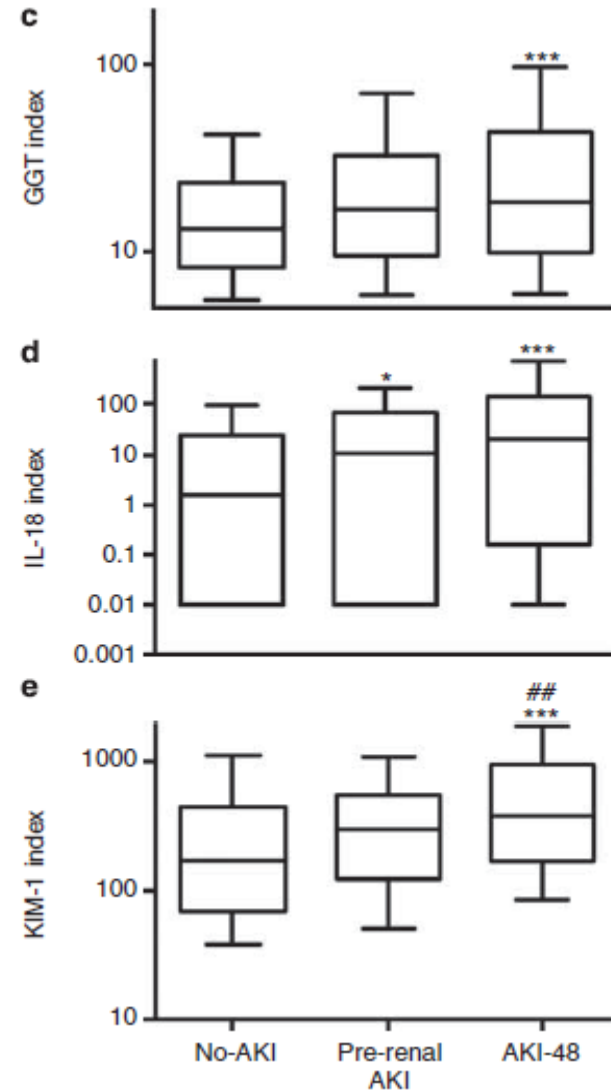 c
GGT index
100
10
***
d
IL-18 index
100
10
1
0.1
0.01
0.001
*
***
e
KIM-1 index
1000
100
10
##
***
No-AKI
Pre-renal
AKI
AKI-48